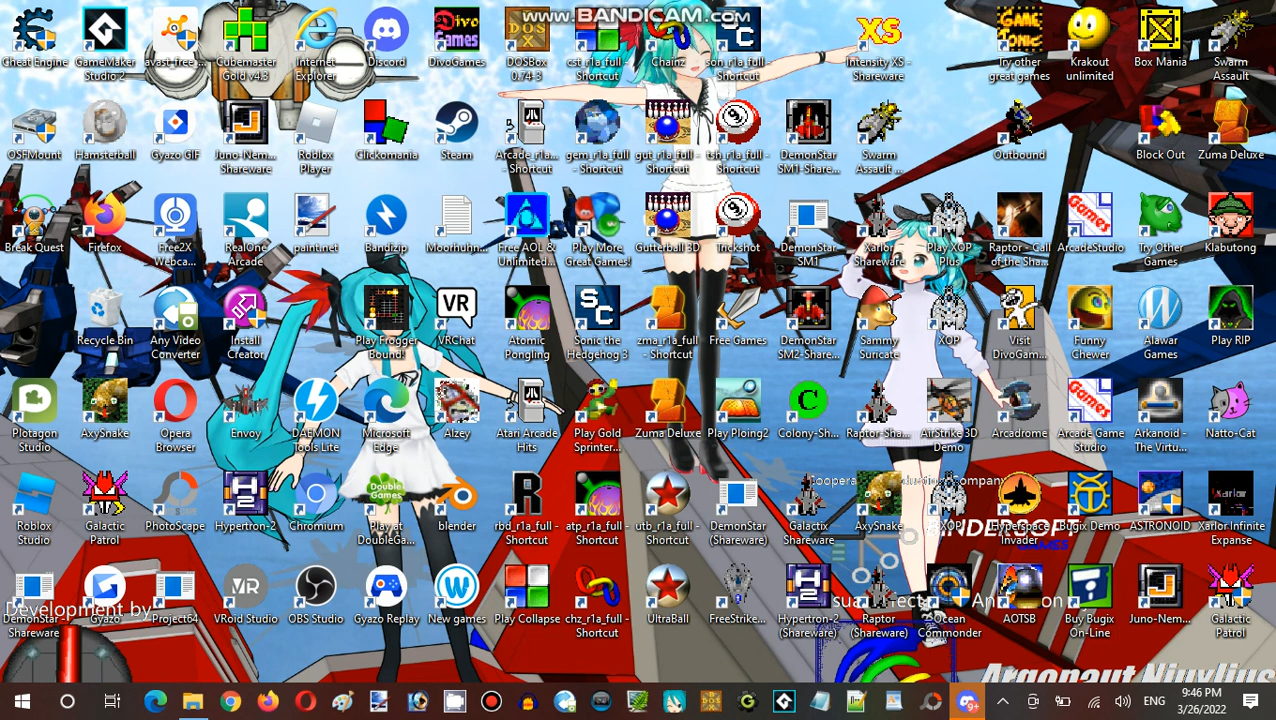 www.BANDICAM.com
Cheat Engine
GameMaker
Studio 2
avast_free_...
Cubemaster
Gold v4.3
Internet
Explorer
Discord
DivoGames
DOSBox
0.74-3
cst_r1a_full -
Shortcut
Chainz
son_r1a_full -
Shortcut
Intensity XS -
Shareware
Try other
great games
Krakout
unlimited
Box Mania
Swarm
Assault
OSFMount
Hamsterball
Gyazo GIF
Juno-Nem...
Shareware
Roblox
Player
Clickomania
Steam
Arcade_r1a...
- Shortcut
gem_r1a_full
- Shortcut
gut_r1a_full -
Shortcut
tsh_r1a_full -
Shortcut
DemonStar
SM1-Share...
Swarm
Assault ...
Outbound
Block Out
Zuma Deluxe
Break Quest
Firefox
Free2X
Webca...
RealOne
Arcade
paintnet
Bandizip
Moorhuhn...
Free AOL &
Unlimited...
Play More
Great Games!
Gutterball 3D
Trickshot
DemonStar
SM1
Xarlor
Shareware
Play XOP
Plus
Raptor - Call
of the Sha...
ArcadeStudio
Try Other
Games
Klabutong
Recycle Bin
Any Video
Converter
Install
Creator
Play Frogger
Bound!
VRChat
Atomic
Pongling
Sonic the
Hedgehog 3
zma_r1a_full
- Shortcut
Free Games
DemonStar
SM2-Share...
Sammy
Suricate
XOP
Visit
DivoGam...
Funny
Chewer
Alawar
Games
Play RIP
Plotagon
Studio
AxySnake
Opera
Browser
Envoy
DAEMON
Tools Lite
Microsoft
Edge
Alzey
Atari Arcade
Hits
Play Gold
Sprinter...
Zuma Deluxe
Play Ploing2
Colony-Sh...
Raptor-Sha...
AirStrike 3D
Demo
Arcadrome
Arcade Game
Studio
Arkanoid -
The Virtu...
Natto-Cat
Roblox
Studio
Galactic
Patrol
PhotoScape
Hypertron-2
Chromium
Play at
DoubleGa...
blender
rbd_r1a_full -
Shortcut
atp_r1a_full -
Shortcut
utb_r1a_full -
Shortcut
DemonStar
(Shareware)
Galactix
Shareware
AxySnake
XOP
Hyperspace
Invader
Bugix Demo
ASTRONOID
Xarlor Infinite
Expanse
DemonStar
Shareware
Gyazo
Project64
VRoid Studio
OBS Studio
Gyazo Replay
New games
Play Collapse
chz_r1a_full -
Shortcut
UltraBall
FreeStrike...
Hypertron-2
(Shareware)
Raptor
(Shareware)
Ocean
Commonder
AOTSB
Buy Bugix
On-Line
Juno-Nem...
Galactic
Patrol
Development by
Argonaut
ENG
9:46 PM
3/26/2022
9+